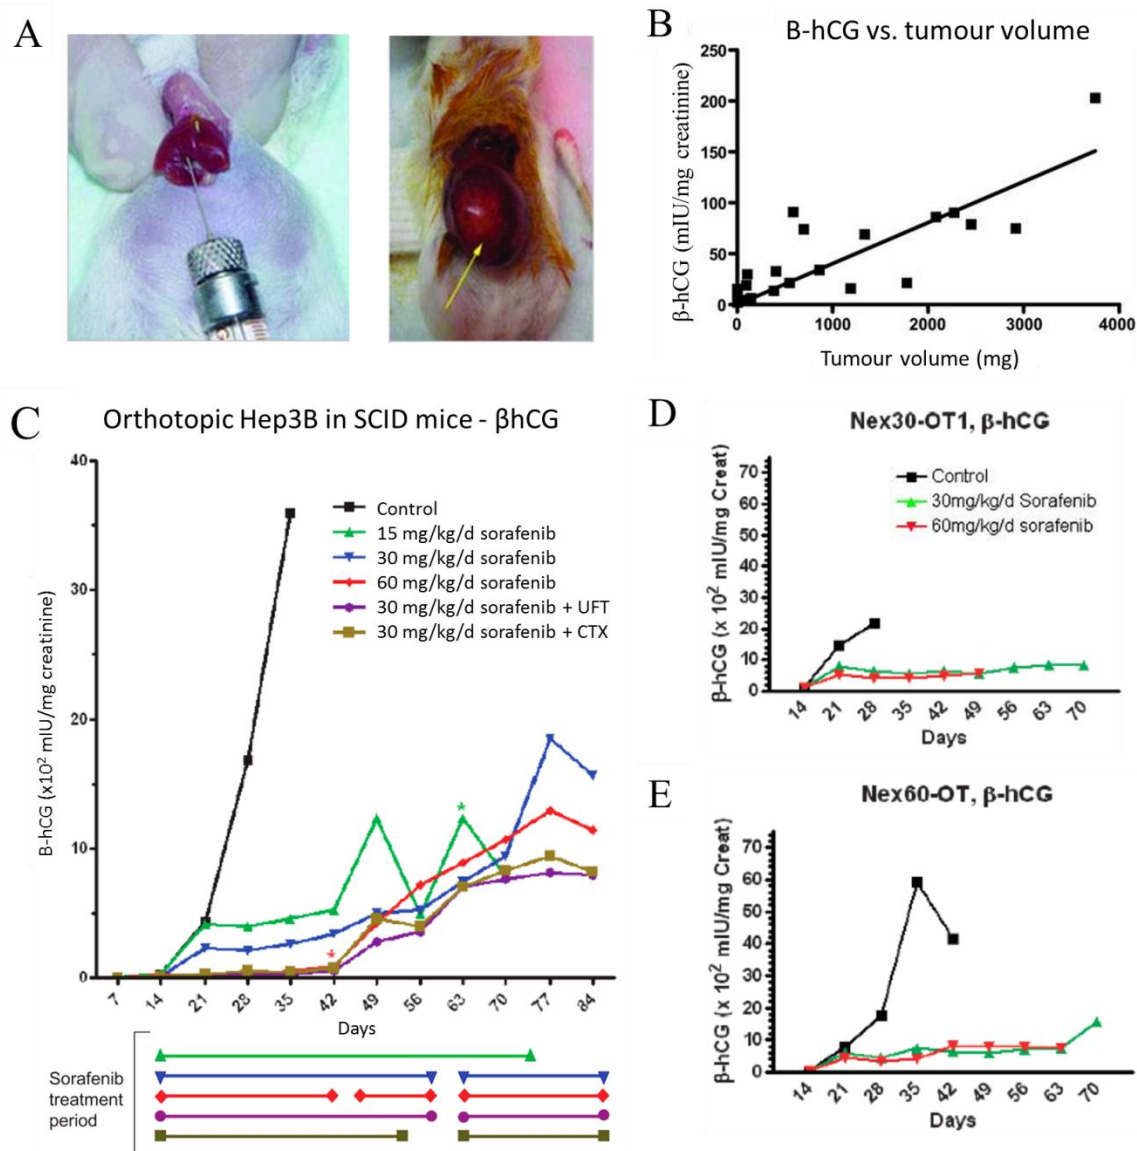 A
B
B-hCG vs. tumour volume
β-hCG (mIU/mg creatinine)
250
200
150
100
50
0
0 1000 2000 3000 4000
Tumour volume (mg)
C
Orthotopic Hep3B in SCID mice - βhCG
B-hCG (x10² mIU/mg creatinine)
40
30
20
10
0
Control
15 mg/kg/d sorafenib
30 mg/kg/d sorafenib
60 mg/kg/d sorafenib
30 mg/kg/d sorafenib + UFT
30 mg/kg/d sorafenib + CTX
*
*
7 14 21 28 35 42 49 56 63 70 77 84
Days
Sorafenib
treatment
period
D
Nex30-OT1, β-hCG
β-hCG (x 10² mIU/mg Creat)
70
60
50
40
30
20
10
0
Control
30mg/kg/d Sorafenib
60mg/kg/d sorafenib
14 21 28 35 42 49 56 63 70
Days
E
Nex60-OT, β-hCG
β-hCG (x 10² mIU/mg Creat)
70
60
50
40
30
20
10
0
14 21 28 35 42 49 56 63 70
Days